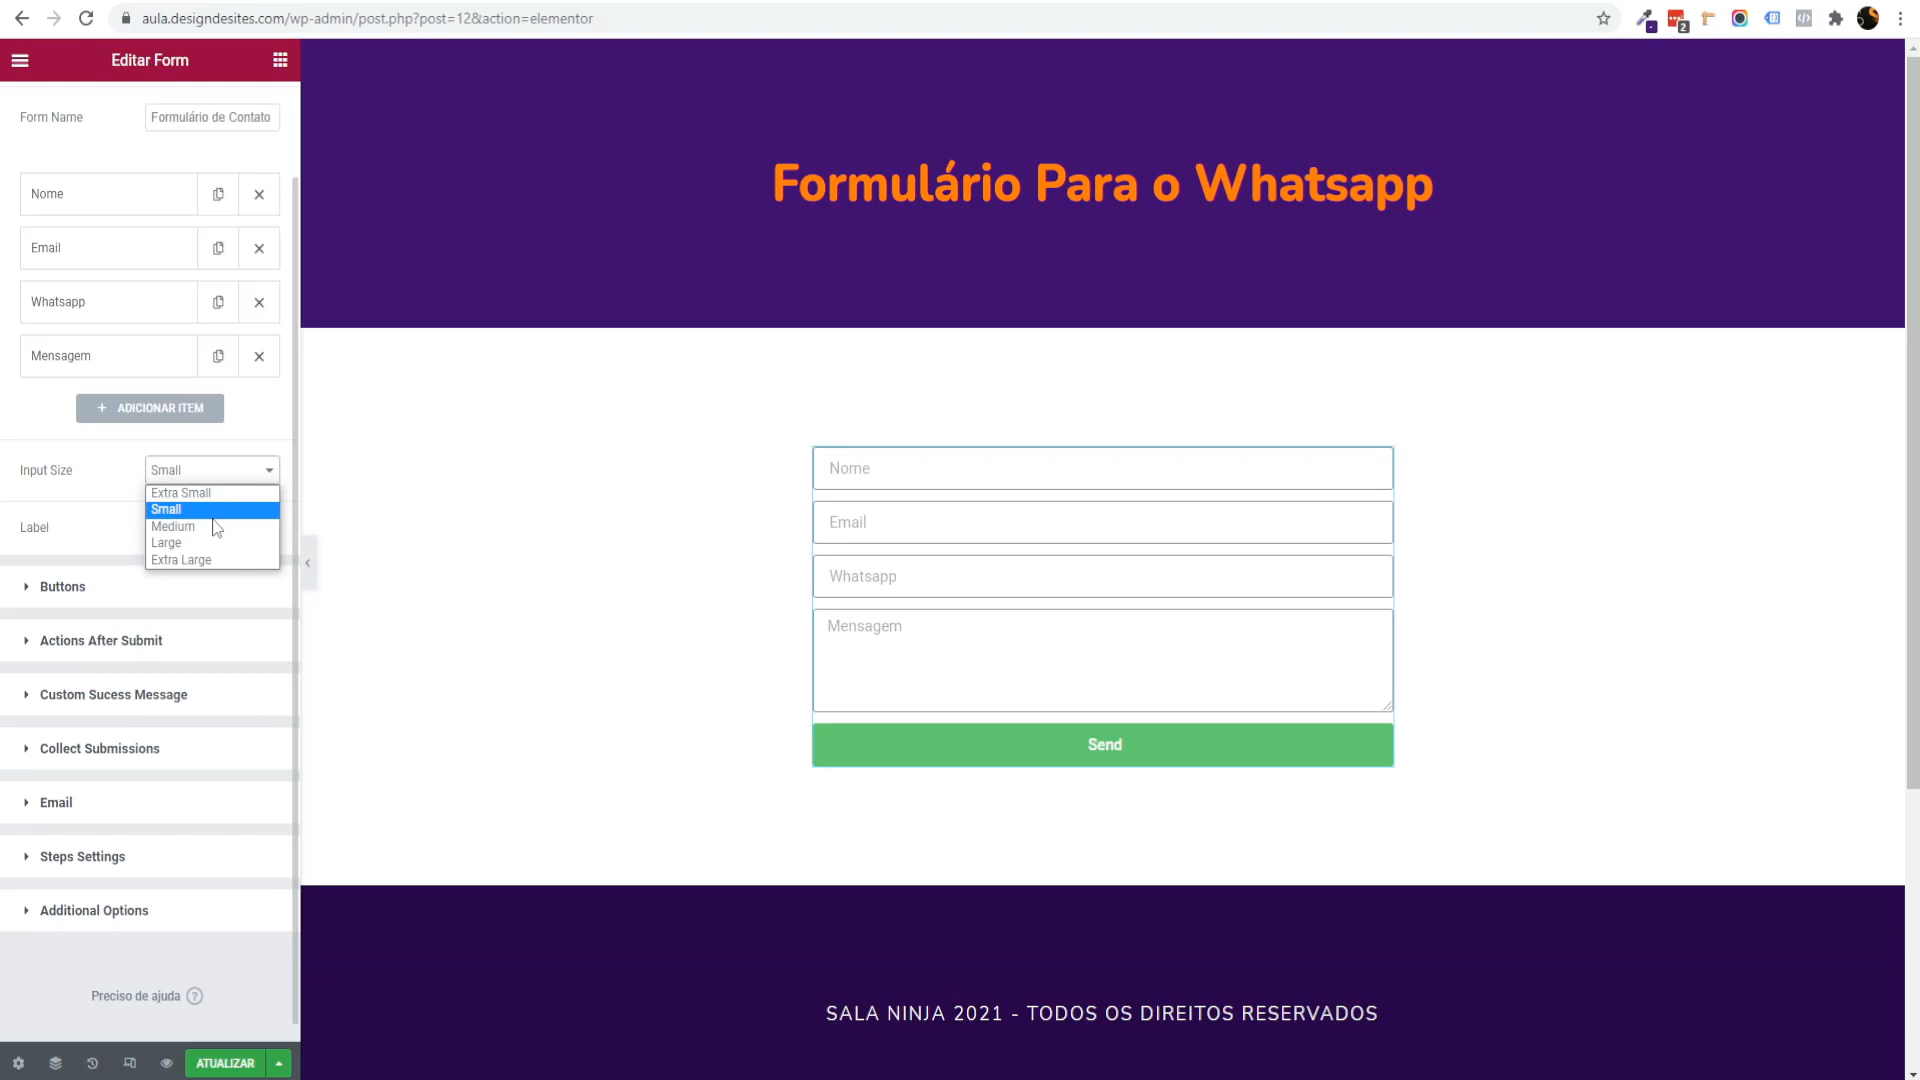 aula.designdesites.com/wp-admin/post.php?post=12&action=elementor
2
Editar Form
Form Name
Formulário de Contato
Nome
Email
Whatsapp
Mensagem
+ ADICIONAR ITEM
Input Size
Small
Extra Small
Small
Medium
Large
Extra Large
Label
Buttons
Actions After Submit
Custom Sucess Message
Collect Submissions
Email
Steps Settings
Additional Options
Preciso de ajuda ?
ATUALIZAR
Formulário Para o Whatsapp
Nome
Email
Whatsapp
Mensagem
Send
SALA NINJA 2021 - TODOS OS DIREITOS RESERVADOS